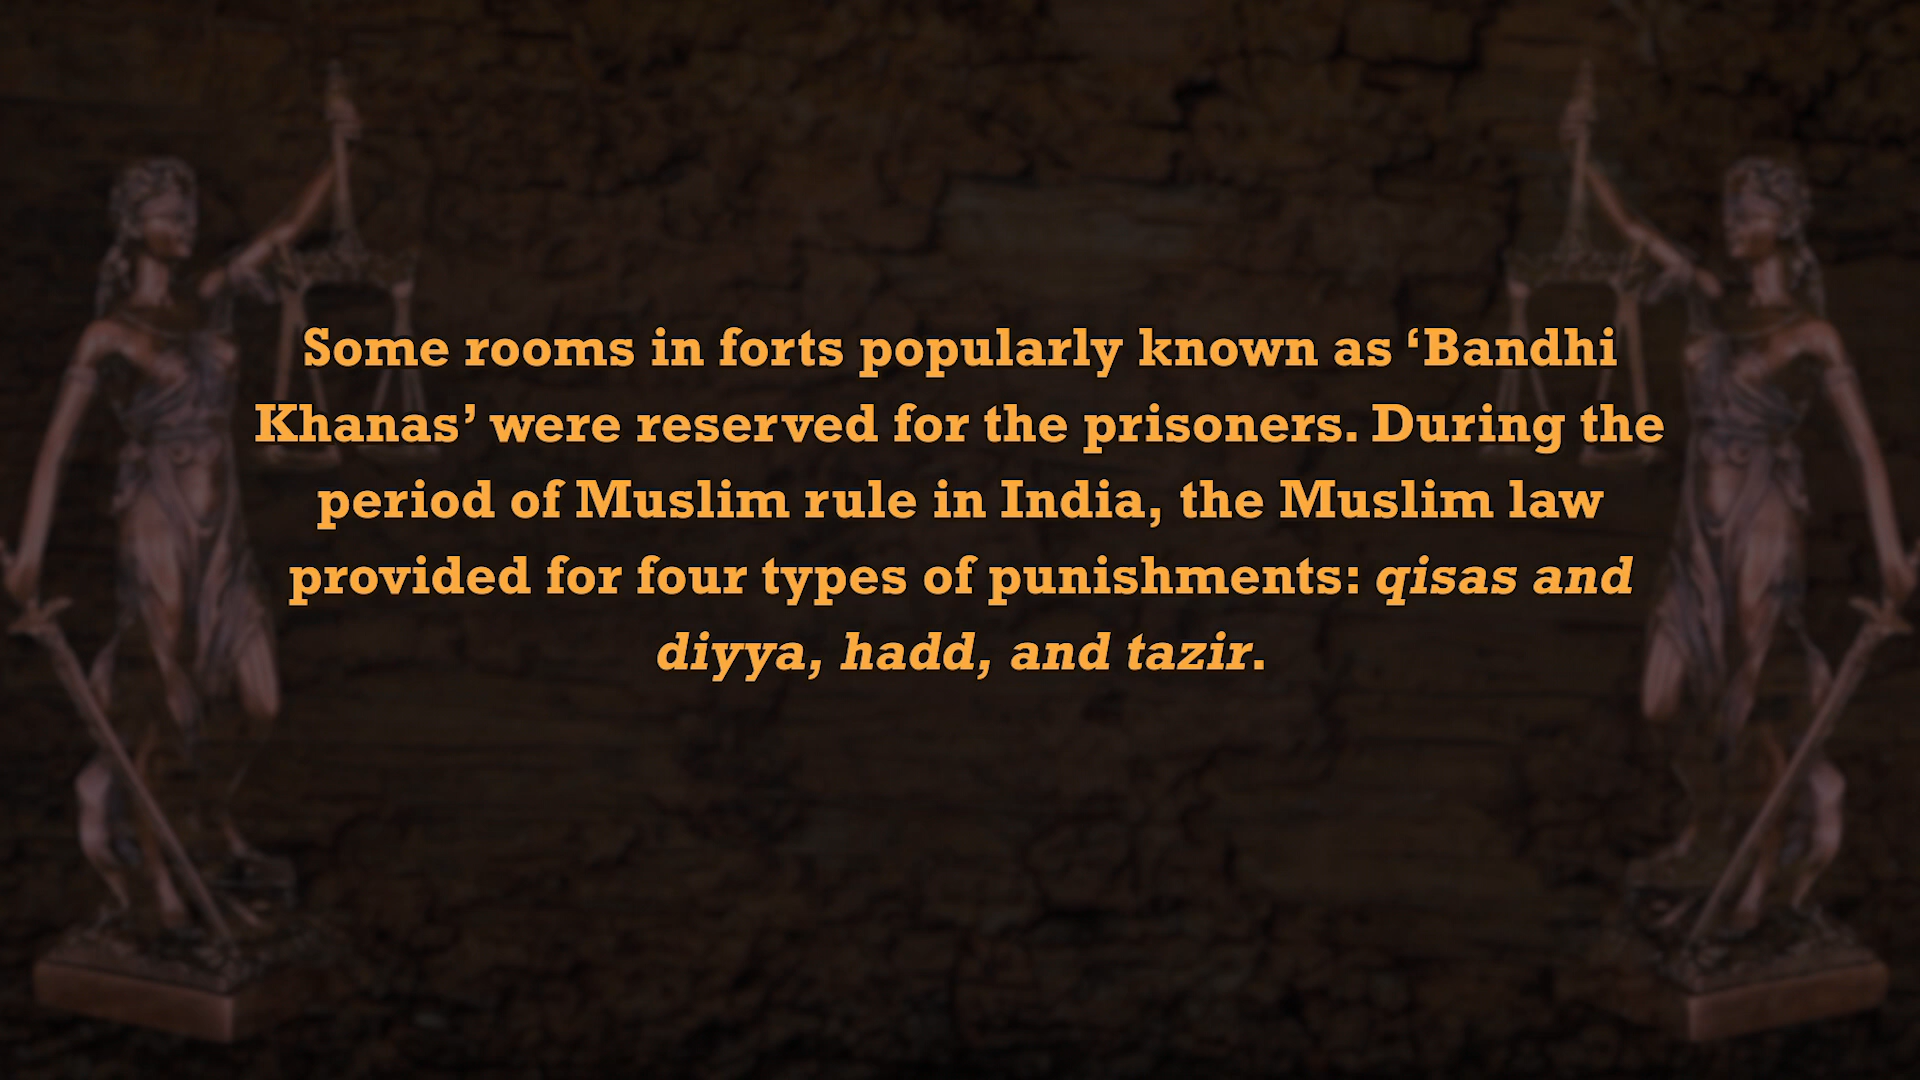 Some rooms in forts popularly known as ‘Bandhi
Khanas’ were reserved for the prisoners. During the
period of Muslim rule in India, the Muslim law
provided for four types of punishments: qisas and
diyya, hadd, and tazir.